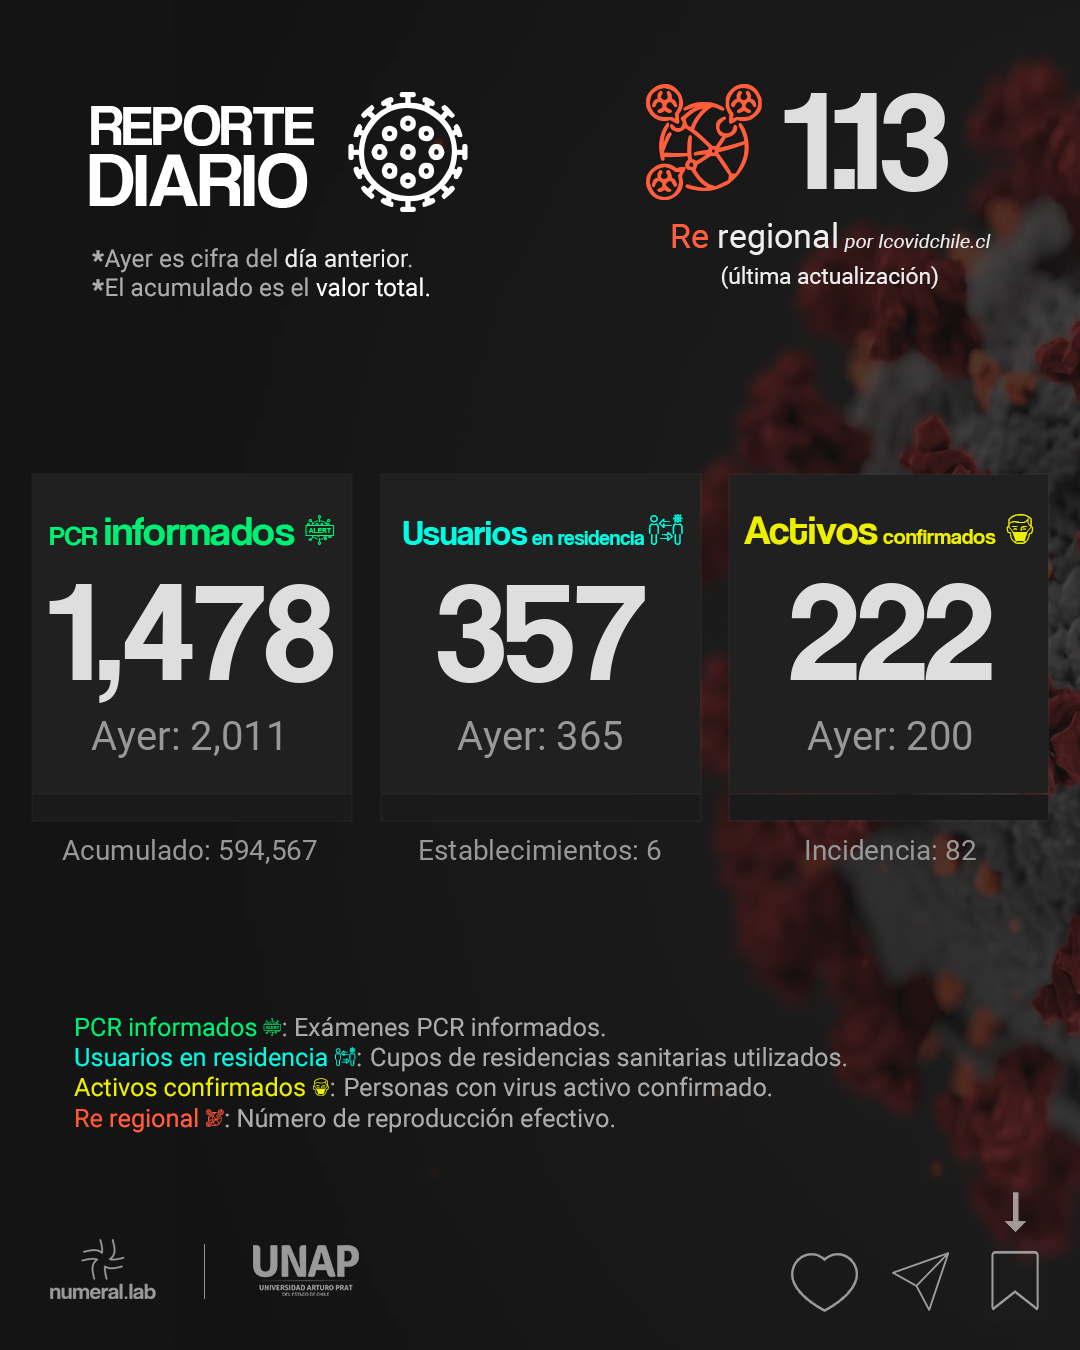 REPORTE
DIARIO
*Ayer es cifra del día anterior.
*El acumulado es el valor total.
1.13
Re regional por Icovidchile.cl
(última actualización)
PCR informados ALERT
1,478
Ayer: 2,011
Acumulado: 594,567
Usuarios en residencia
357
Ayer: 365
Establecimientos: 6
Activos confirmados
222
Ayer: 200
Incidencia: 82
PCR informados : Exámenes PCR informados.
Usuarios en residencia : Cupos de residencias sanitarias utilizados.
Activos confirmados : Personas con virus activo confirmado.
Re regional : Número de reproducción efectivo.
numeral.lab
UNAP
UNIVERSIDAD ARTURO PRAT
DEL ESTADO DE CHILE